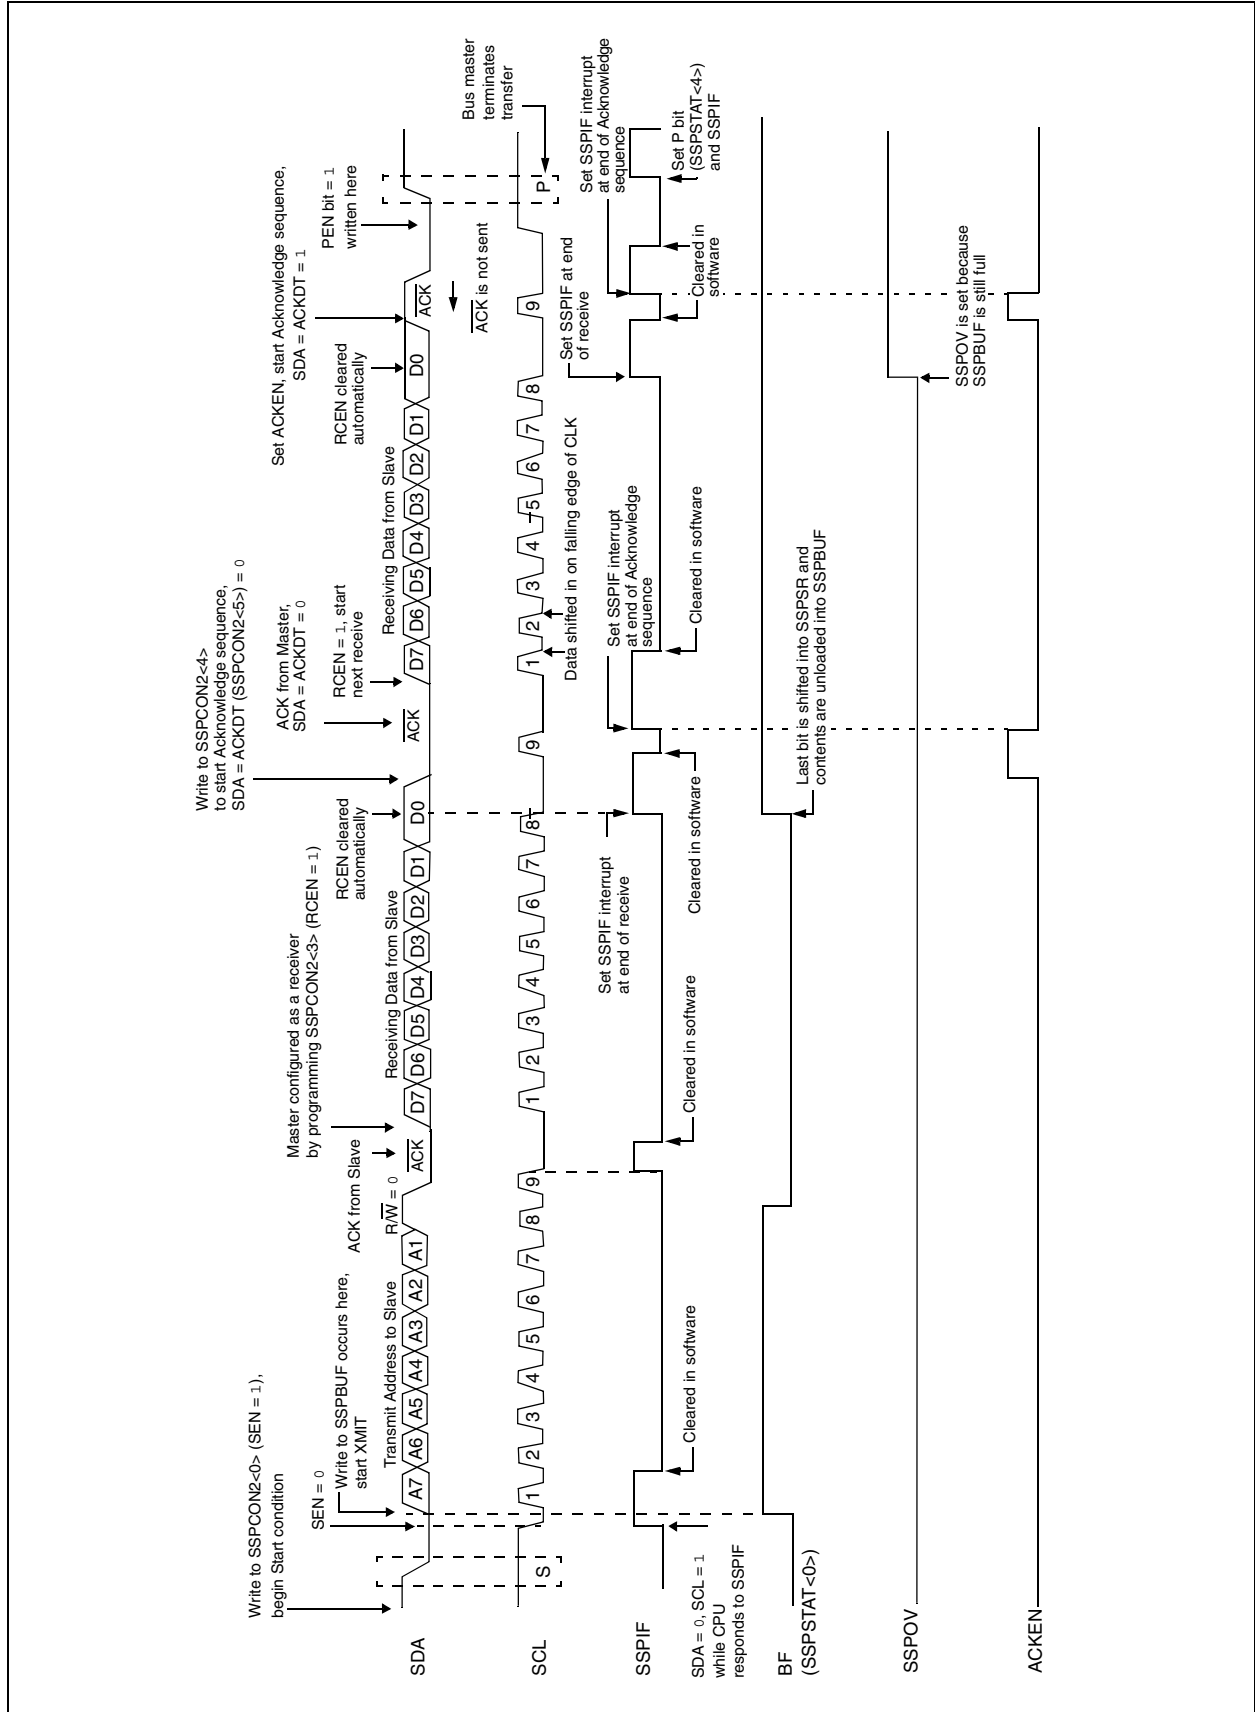 Write to SSPCON2<0> (SEN = 1),
begin Start condition
SEN = 0
Write to SSPBUF occurs here,
start XMIT
Transmit Address to Slave
ACK from Slave
R/W = 0
Master configured as a receiver
by programming SSPCON2<3> (RCEN = 1)
Receiving Data from Slave
RCEN cleared
automatically
Write to SSPCON2<4>
to start Acknowledge sequence,
SDA = ACKDT (SSPCON2<5>) = 0
ACK from Master,
SDA = ACKDT = 0
RCEN = 1, start
next receive
Receiving Data from Slave
RCEN cleared
automatically
Set ACKEN, start Acknowledge sequence,
SDA = ACKDT = 1
PEN bit = 1
written here
SDA
A7 A6 A5 A4 A3 A2 A1
ACK
D7 D6 D5 D4 D3 D2 D1 D0
ACK
D7 D6 D5 D4 D3 D2 D1 D0
ACK
ACK is not sent
Bus master
terminates
transfer
SCL
S
1 2 3 4 5 6 7 8 9
1 2 3 4 5 6 7 8 9
1 2 3 4 5 6 7 8 9
P
Data shifted in on falling edge of CLK
Set SSPIF interrupt
at end of receive
Set SSPIF interrupt
at end of Acknowledge
sequence
Set SSPIF at end
of receive
Set SSPIF interrupt
at end of Acknowledge
sequence
SSPIF
SDA = 0, SCL = 1
while CPU
responds to SSPIF
Cleared in software
Cleared in software
Cleared in software
Cleared in software
Cleared in
software
Set P bit
(SSPSTAT<4>)
and SSPIF
BF
(SSPSTAT<0>)
Last bit is shifted into SSPSR and
contents are unloaded into SSPBUF
SSPOV
SSPOV is set because
SSPBUF is still full
ACKEN